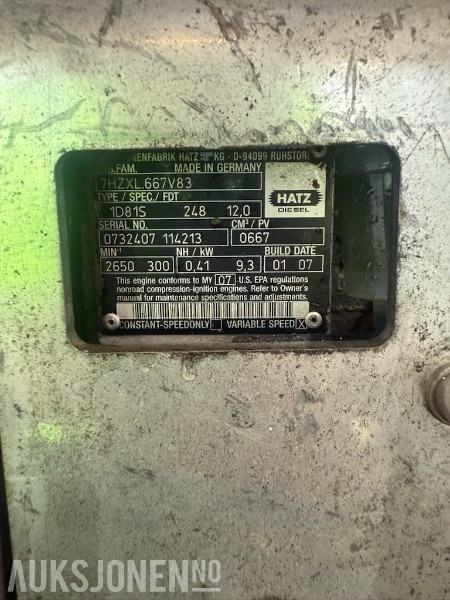 RENFABRIK HATZ KG · D-94099 RUHSTOR
G.FAM. MADE IN GERMANY
7HZXL.667V83
HATZ
DIESEL
TYPE / SPEC./ FDT
1D81S 248 12,0
SERIAL NO. CM³ / PV
0732407 114213 0667
MIN⁻¹ NH / kW BUILD DATE
2650 300 0,41 9,3 01 07
This engine conforms to MY 07 U.S. EPA regulations
nonroad compression-ignition engines. Refer to Owner's
manual for maintenance specifications and adjustments.
CONSTANT-SPEED ONLY VARIABLE SPEED X
AUKSJONEN.NO